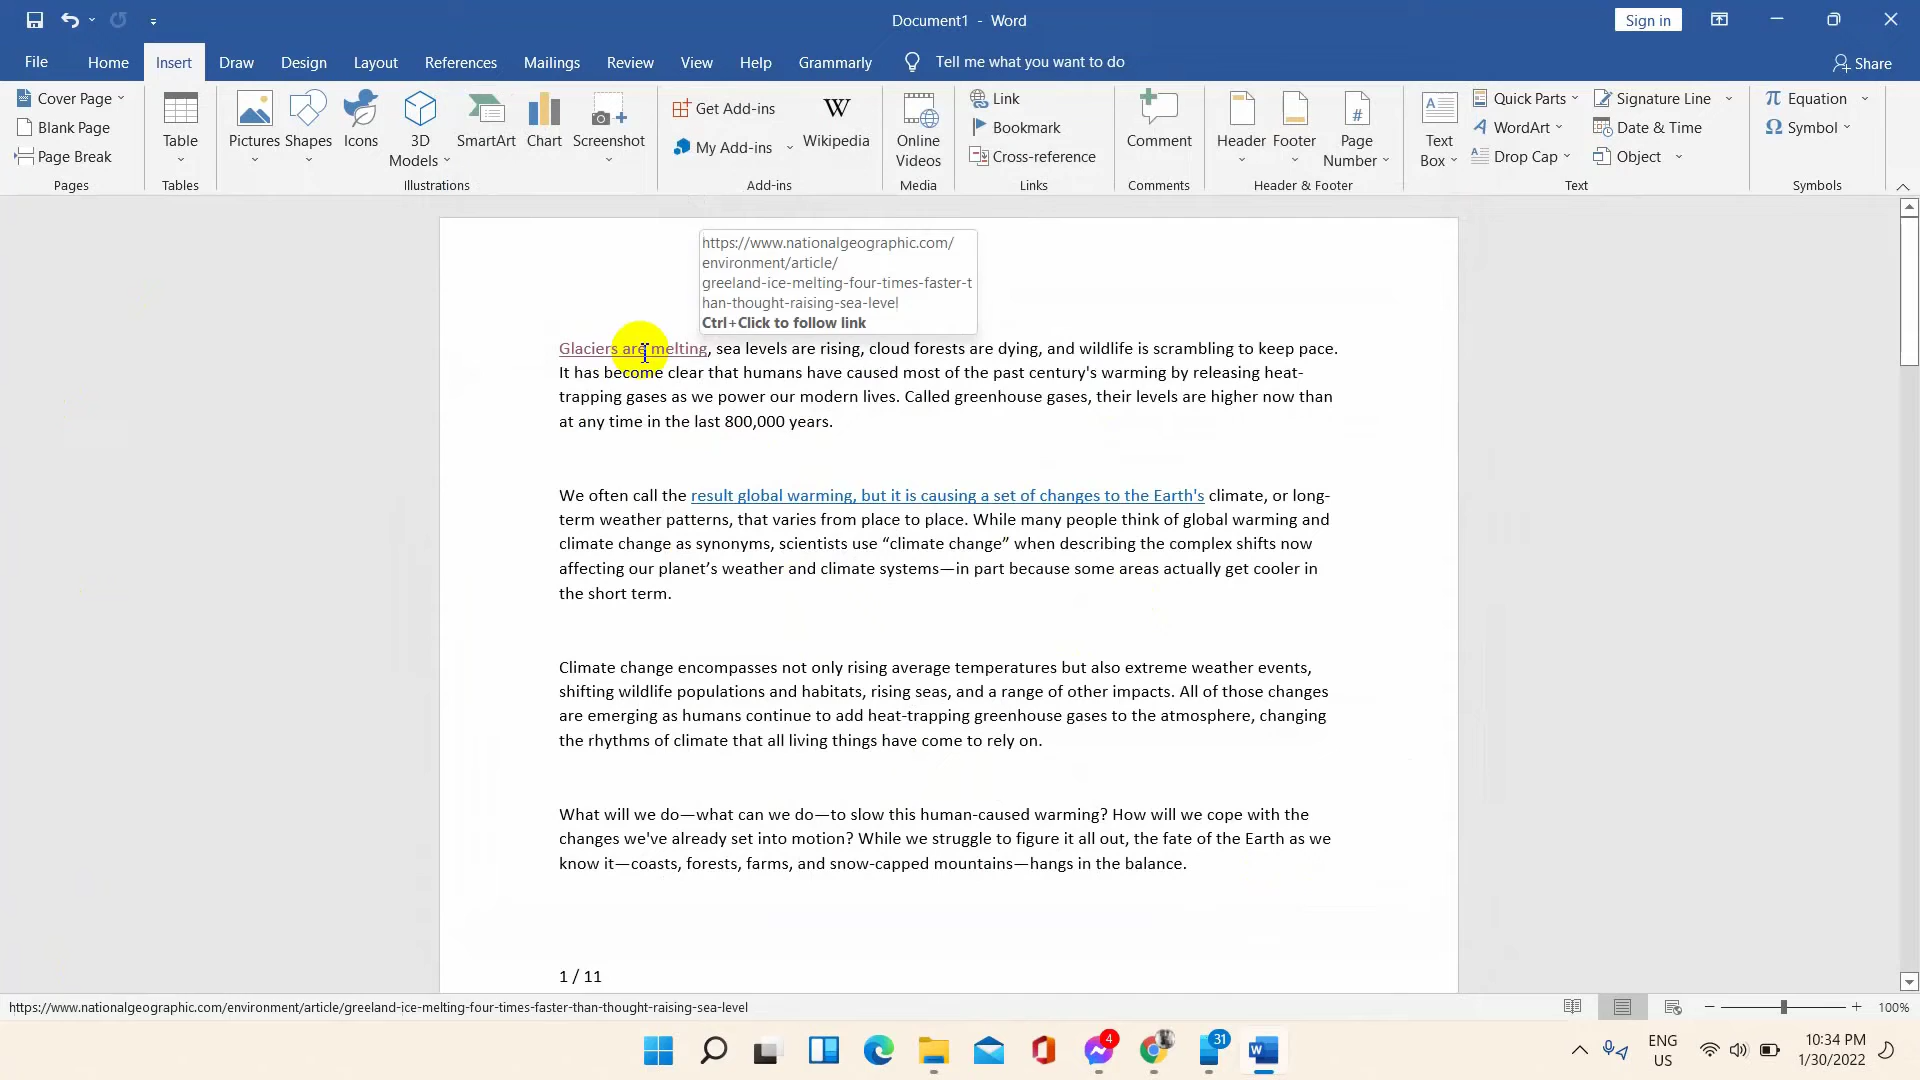 Document1 - Word
Sign in
File Home Insert Draw Design Layout References Mailings Review View Help Grammarly Tell me what you want to do Share
Cover Page
Blank Page
Page Break
Pages
Table
Tables
Pictures
Shapes
Icons
3D
Models
SmartArt
Chart
Screenshot
Illustrations
Get Add-ins
My Add-ins
W
Wikipedia
Add-ins
Online
Videos
Media
Link
Bookmark
Cross-reference
Links
Comment
Comments
Header
Footer
Page
Number
Header & Footer
Text
Box
Quick Parts
WordArt
Drop Cap
Signature Line
Date & Time
Object
Text
Equation
Symbol
Symbols
https://www.nationalgeographic.com/
environment/article/
greeland-ice-melting-four-times-faster-t
han-thought-raising-sea-level
Ctrl+Click to follow link
Glaciers are melting, sea levels are rising, cloud forests are dying, and wildlife is scrambling to keep pace.
It has become clear that humans have caused most of the past century's warming by releasing heat-
trapping gases as we power our modern lives. Called greenhouse gases, their levels are higher now than
at any time in the last 800,000 years.
We often call the result global warming, but it is causing a set of changes to the Earth's climate, or long-
term weather patterns, that varies from place to place. While many people think of global warming and
climate change as synonyms, scientists use “climate change” when describing the complex shifts now
affecting our planet’s weather and climate systems—in part because some areas actually get cooler in
the short term.
Climate change encompasses not only rising average temperatures but also extreme weather events,
shifting wildlife populations and habitats, rising seas, and a range of other impacts. All of those changes
are emerging as humans continue to add heat-trapping greenhouse gases to the atmosphere, changing
the rhythms of climate that all living things have come to rely on.
What will we do—what can we do—to slow this human-caused warming? How will we cope with the
changes we've already set into motion? While we struggle to figure it all out, the fate of the Earth as we
know it—coasts, forests, farms, and snow-capped mountains—hangs in the balance.
1 / 11
https://www.nationalgeographic.com/environment/article/greeland-ice-melting-four-times-faster-than-thought-raising-sea-level
100%
4
31
ENG
US
10:34 PM
1/30/2022